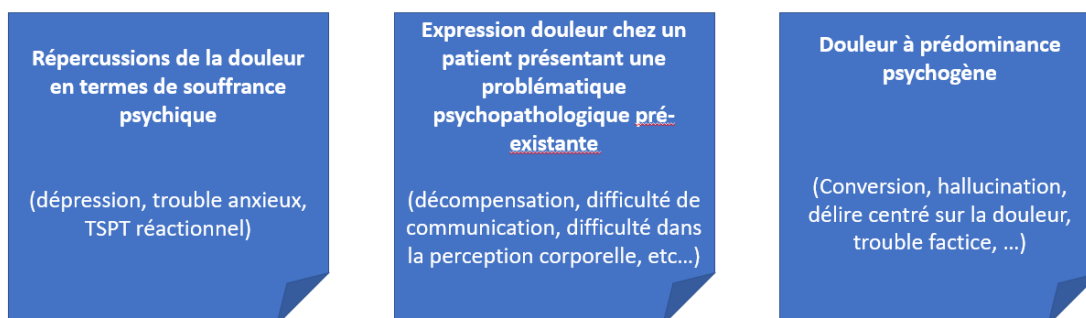 Répercussions de la douleur
en termes de souffrance
psychique
(dépression, trouble anxieux,
TSPT réactionnel)
Expression douleur chez un
patient présentant une
problématique
psychopathologique pré-
existante
(décompensation, difficulté de
communication, difficulté dans
la perception corporelle, etc…)
Douleur à prédominance
psychogène
(Conversion, hallucination,
délire centré sur la douleur,
trouble factice, …)